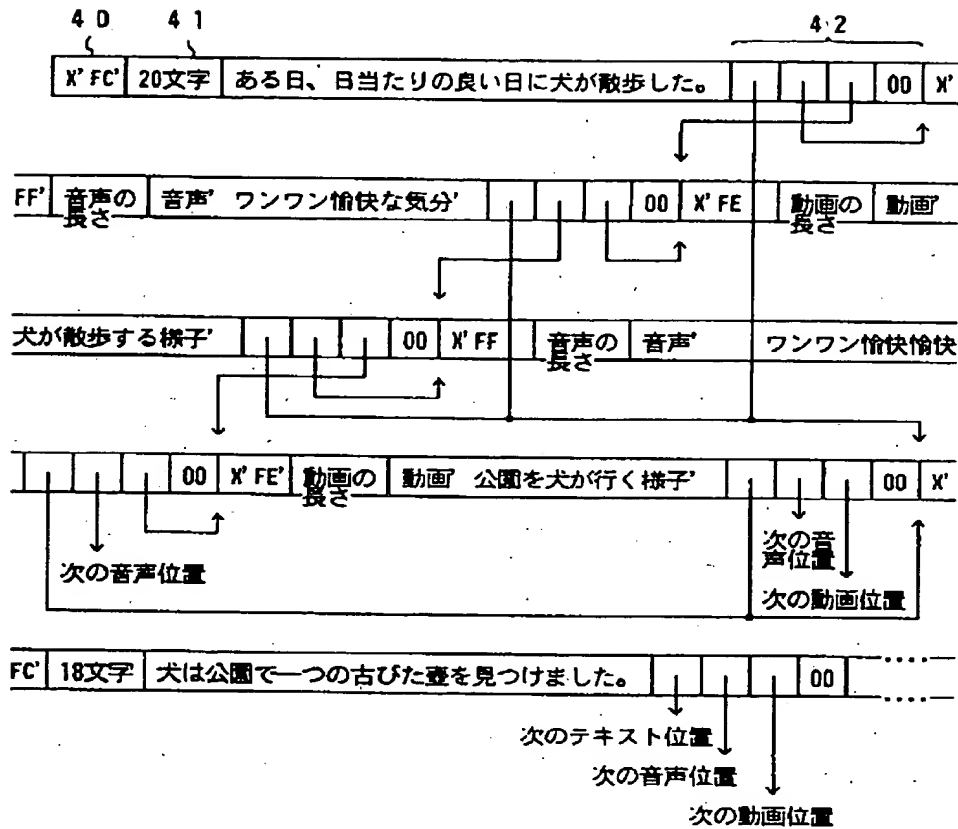 40 41 42
X'FC' 20文字 ある日、日当たりの良い日に犬が散歩した。 00 X'
FF' 音声の長さ 音声' ワンワン愉快な気分' 00 X'FE 動画の長さ 動画'
犬が散歩する様子' 00 X'FF 音声の長さ 音声' ワンワン愉快愉快
00 X'FE' 動画の長さ 動画' 公園を犬が行く様子' 00 X'
次の音声位置
次の音声位置
次の動画位置
FC' 18文字 犬は公園で一つの古びた壺を見つけました。 00 ....
次のテキスト位置
次の音声位置
次の動画位置